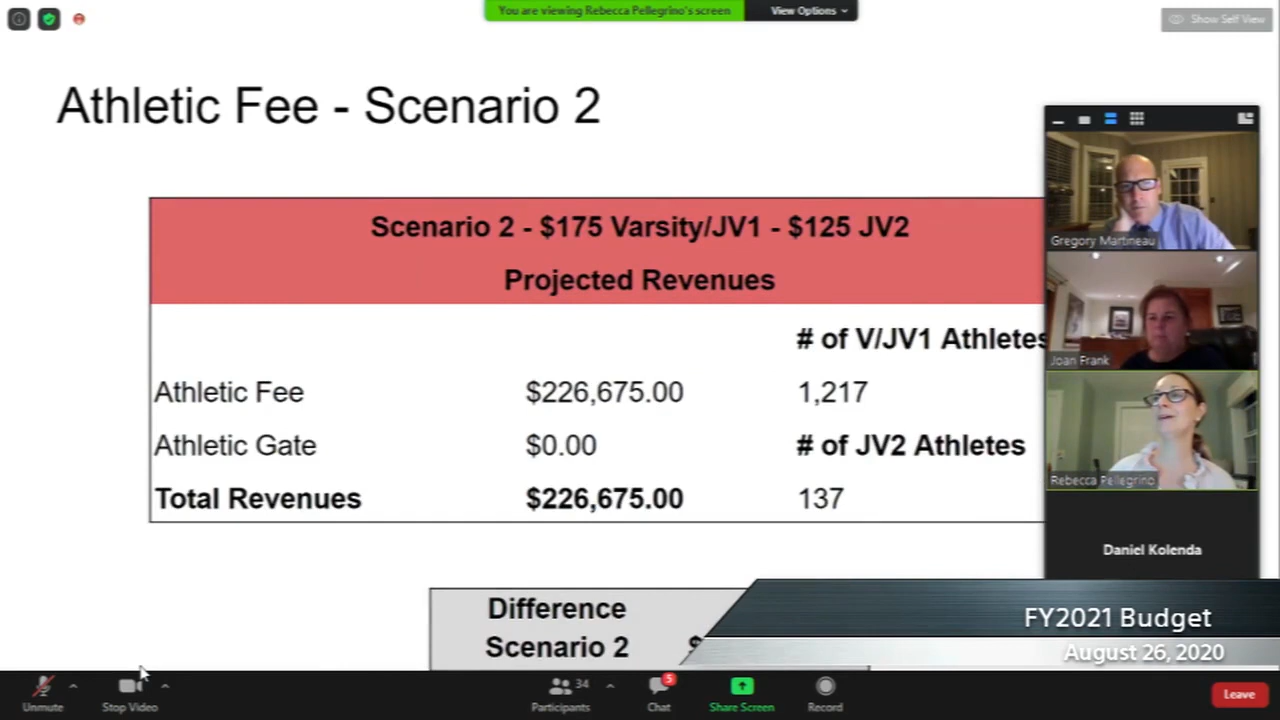 You are viewing Rebecca Pellegrino's screen
View Options
Show Self View
Athletic Fee - Scenario 2
Scenario 2 - $175 Varsity/JV1 - $125 JV2
Projected Revenues
# of V/JV1 Athletes
Athletic Fee $226,675.00 1,217
Athletic Gate $0.00 # of JV2 Athletes
Total Revenues $226,675.00 137
Difference
Scenario 2
Gregory Martineau
Joan Frank
Rebecca Pellegrino
Daniel Kolenda
FY2021 Budget
August 26, 2020
Unmute
Stop Video
34
Participants
5
Chat
Share Screen
Record
Leave